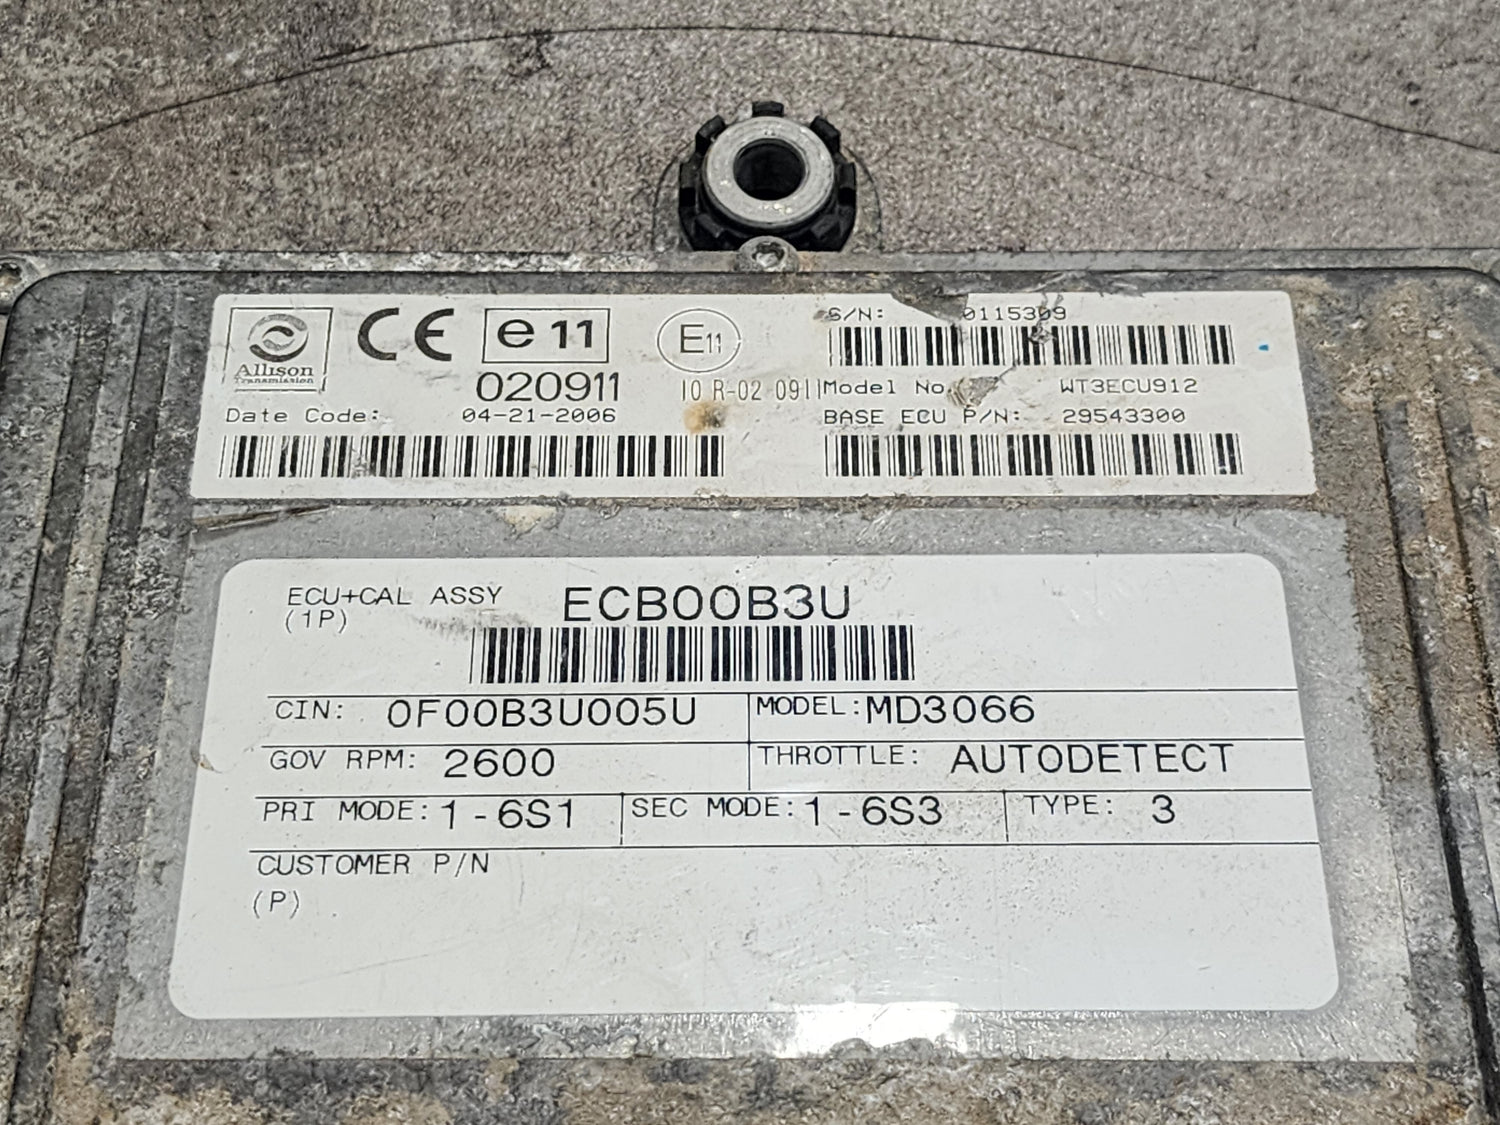 Allison
Transmission
CE
e11
020911
E11
10 R-02 0911
Date Code: 04-21-2006
S/N: 0115309
Model No. WT3ECU912
BASE ECU P/N: 29543300
ECU+CAL ASSY ECB00B3U
(1P)
CIN: 0F00B3U005U MODEL: MD3066
GOV RPM: 2600 THROTTLE: AUTODETECT
PRI MODE: 1-6S1 SEC MODE: 1-6S3 TYPE: 3
CUSTOMER P/N
(P)